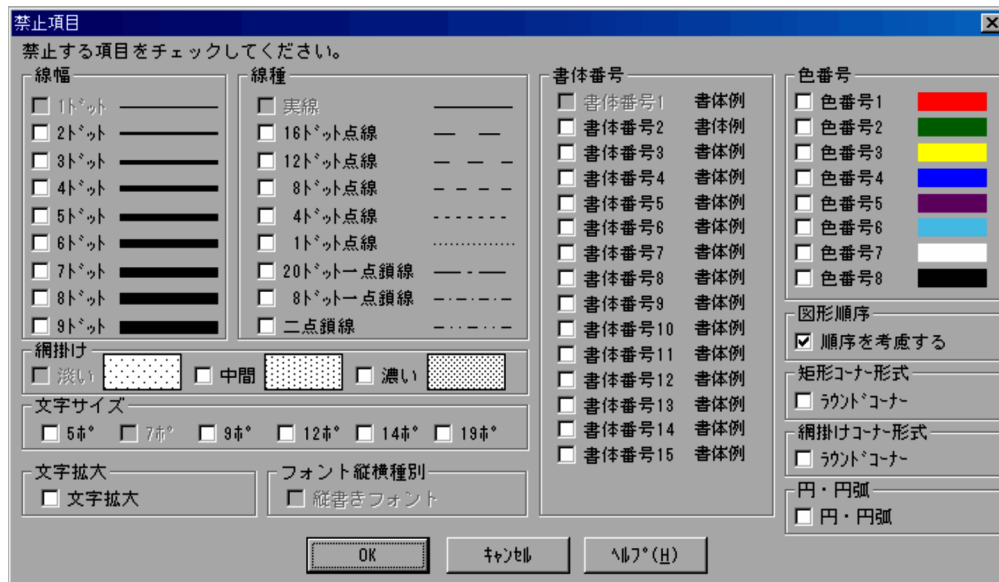 禁止項目
禁止する項目をチェックしてください。
線幅
1ﾄﾞｯﾄ
2ﾄﾞｯﾄ
3ﾄﾞｯﾄ
4ﾄﾞｯﾄ
5ﾄﾞｯﾄ
6ﾄﾞｯﾄ
7ﾄﾞｯﾄ
8ﾄﾞｯﾄ
9ﾄﾞｯﾄ
線種
実線
16ﾄﾞｯﾄ点線
12ﾄﾞｯﾄ点線
8ﾄﾞｯﾄ点線
4ﾄﾞｯﾄ点線
1ﾄﾞｯﾄ点線
20ﾄﾞｯﾄ一点鎖線
8ﾄﾞｯﾄ一点鎖線
二点鎖線
網掛け
淡い 中間 濃い
文字サイズ
5ﾎﾟ 7ﾎﾟ 9ﾎﾟ 12ﾎﾟ 14ﾎﾟ 19ﾎﾟ
文字拡大
文字拡大
フォント縦横種別
縦書きフォント
書体番号
書体番号1 書体例
書体番号2 書体例
書体番号3 書体例
書体番号4 書体例
書体番号5 書体例
書体番号6 書体例
書体番号7 書体例
書体番号8 書体例
書体番号9 書体例
書体番号10 書体例
書体番号11 書体例
書体番号12 書体例
書体番号13 書体例
書体番号14 書体例
書体番号15 書体例
色番号
色番号1
色番号2
色番号3
色番号4
色番号5
色番号6
色番号7
色番号8
図形順序
順序を考慮する
矩形ｺｰﾅｰ形式
ﾗｳﾝﾄﾞｺｰﾅｰ
網掛けｺｰﾅｰ形式
ﾗｳﾝﾄﾞｺｰﾅｰ
円・円弧
円・円弧
OK ｷｬﾝｾﾙ ﾍﾙﾌﾟ(H)